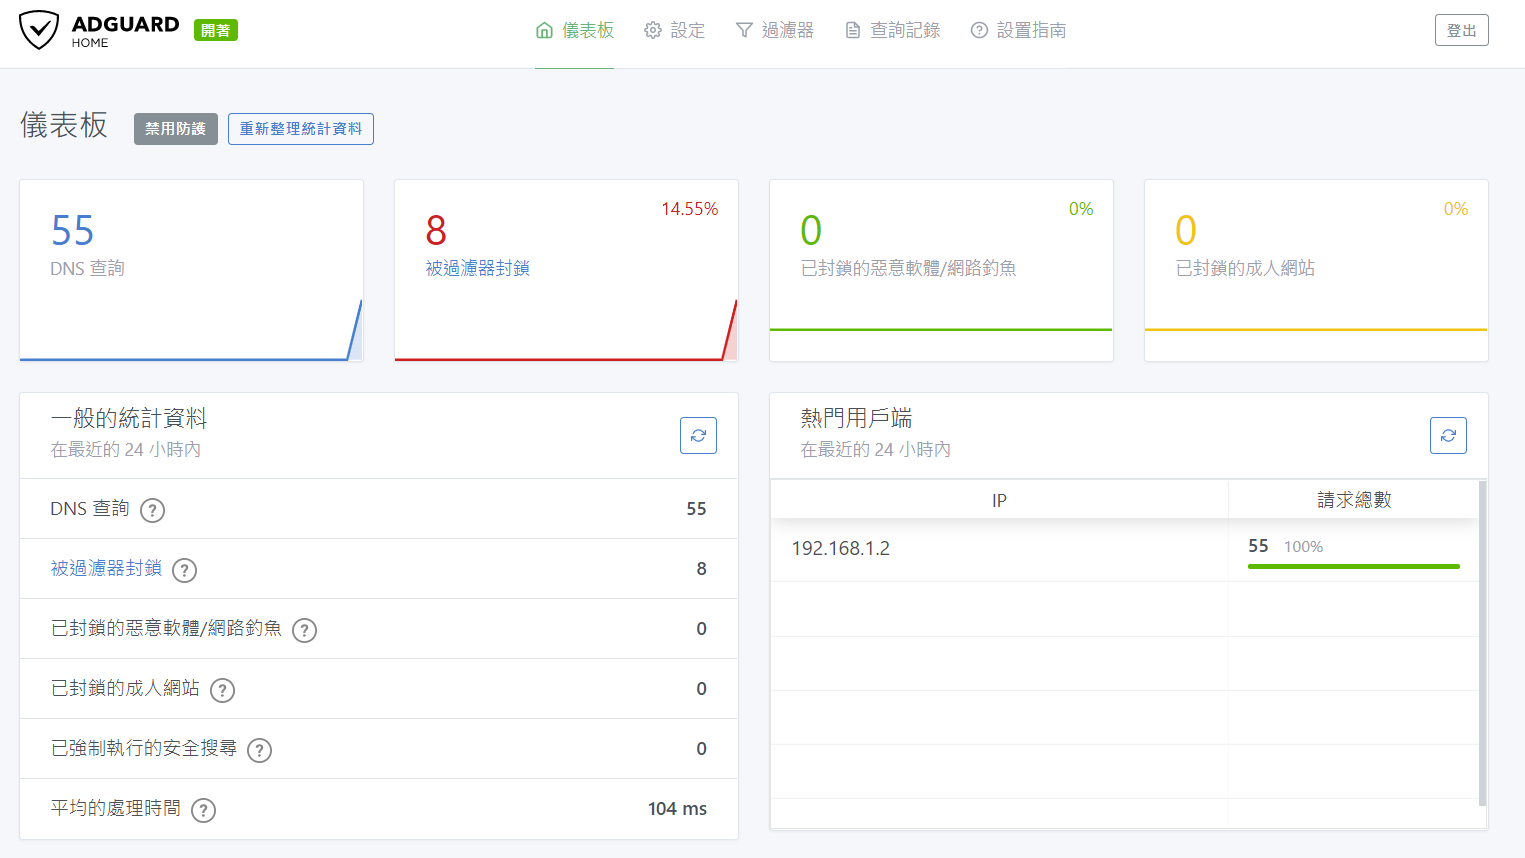 ADGUARD
HOME
開著
儀表板
設定
過濾器
查詢記錄
設置指南
登出
儀表板
禁用防護
重新整理統計資料
55
DNS 查詢
14.55%
8
被過濾器封鎖
0%
0
已封鎖的惡意軟體/網路釣魚
0%
0
已封鎖的成人網站
一般的統計資料
在最近的 24 小時內
DNS 查詢 ? 55
被過濾器封鎖 ? 8
已封鎖的惡意軟體/網路釣魚 ? 0
已封鎖的成人網站 ? 0
已強制執行的安全搜尋 ? 0
平均的處理時間 ? 104 ms
熱門用戶端
在最近的 24 小時內
IP 請求總數
192.168.1.2 55 100%